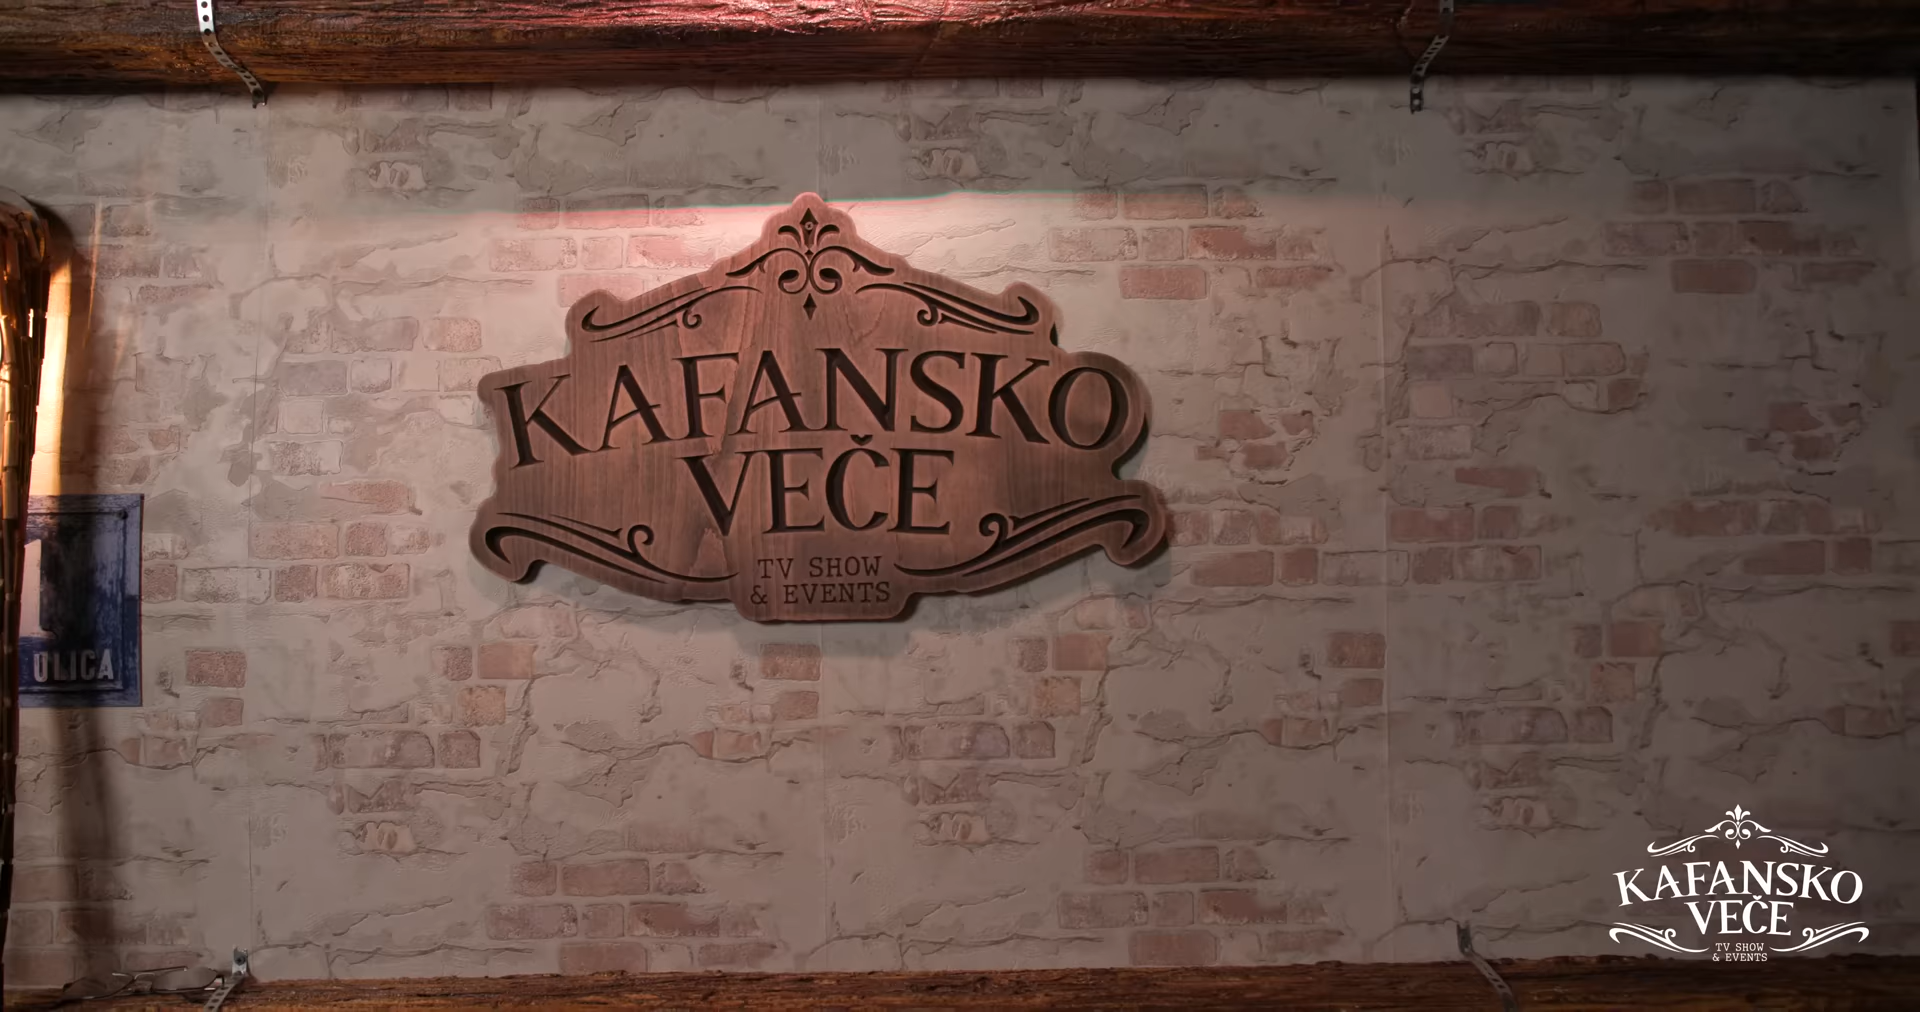 KAFANSKO
VEČE
TV SHOW
& EVENTS
ULICA
KAFANSKO
VEČE
TV SHOW
& EVENTS